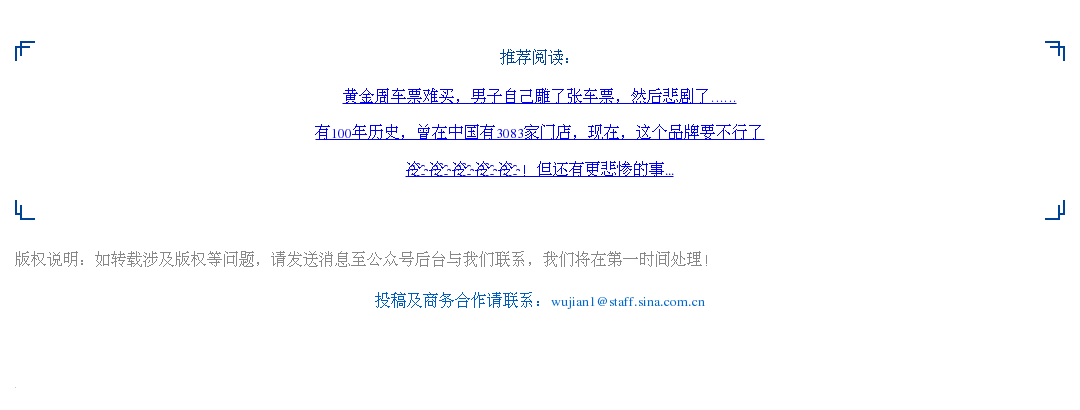 推荐阅读：
黄金周车票难买，男子自己雕了张车票，然后悲剧了......
有100年历史，曾在中国有3083家门店，现在，这个品牌要不行了
冷~冷~冷~冷~冷~！但还有更悲惨的事...
版权说明：如转载涉及版权等问题，请发送消息至公众号后台与我们联系，我们将在第一时间处理！
投稿及商务合作请联系：wujian1@staff.sina.com.cn